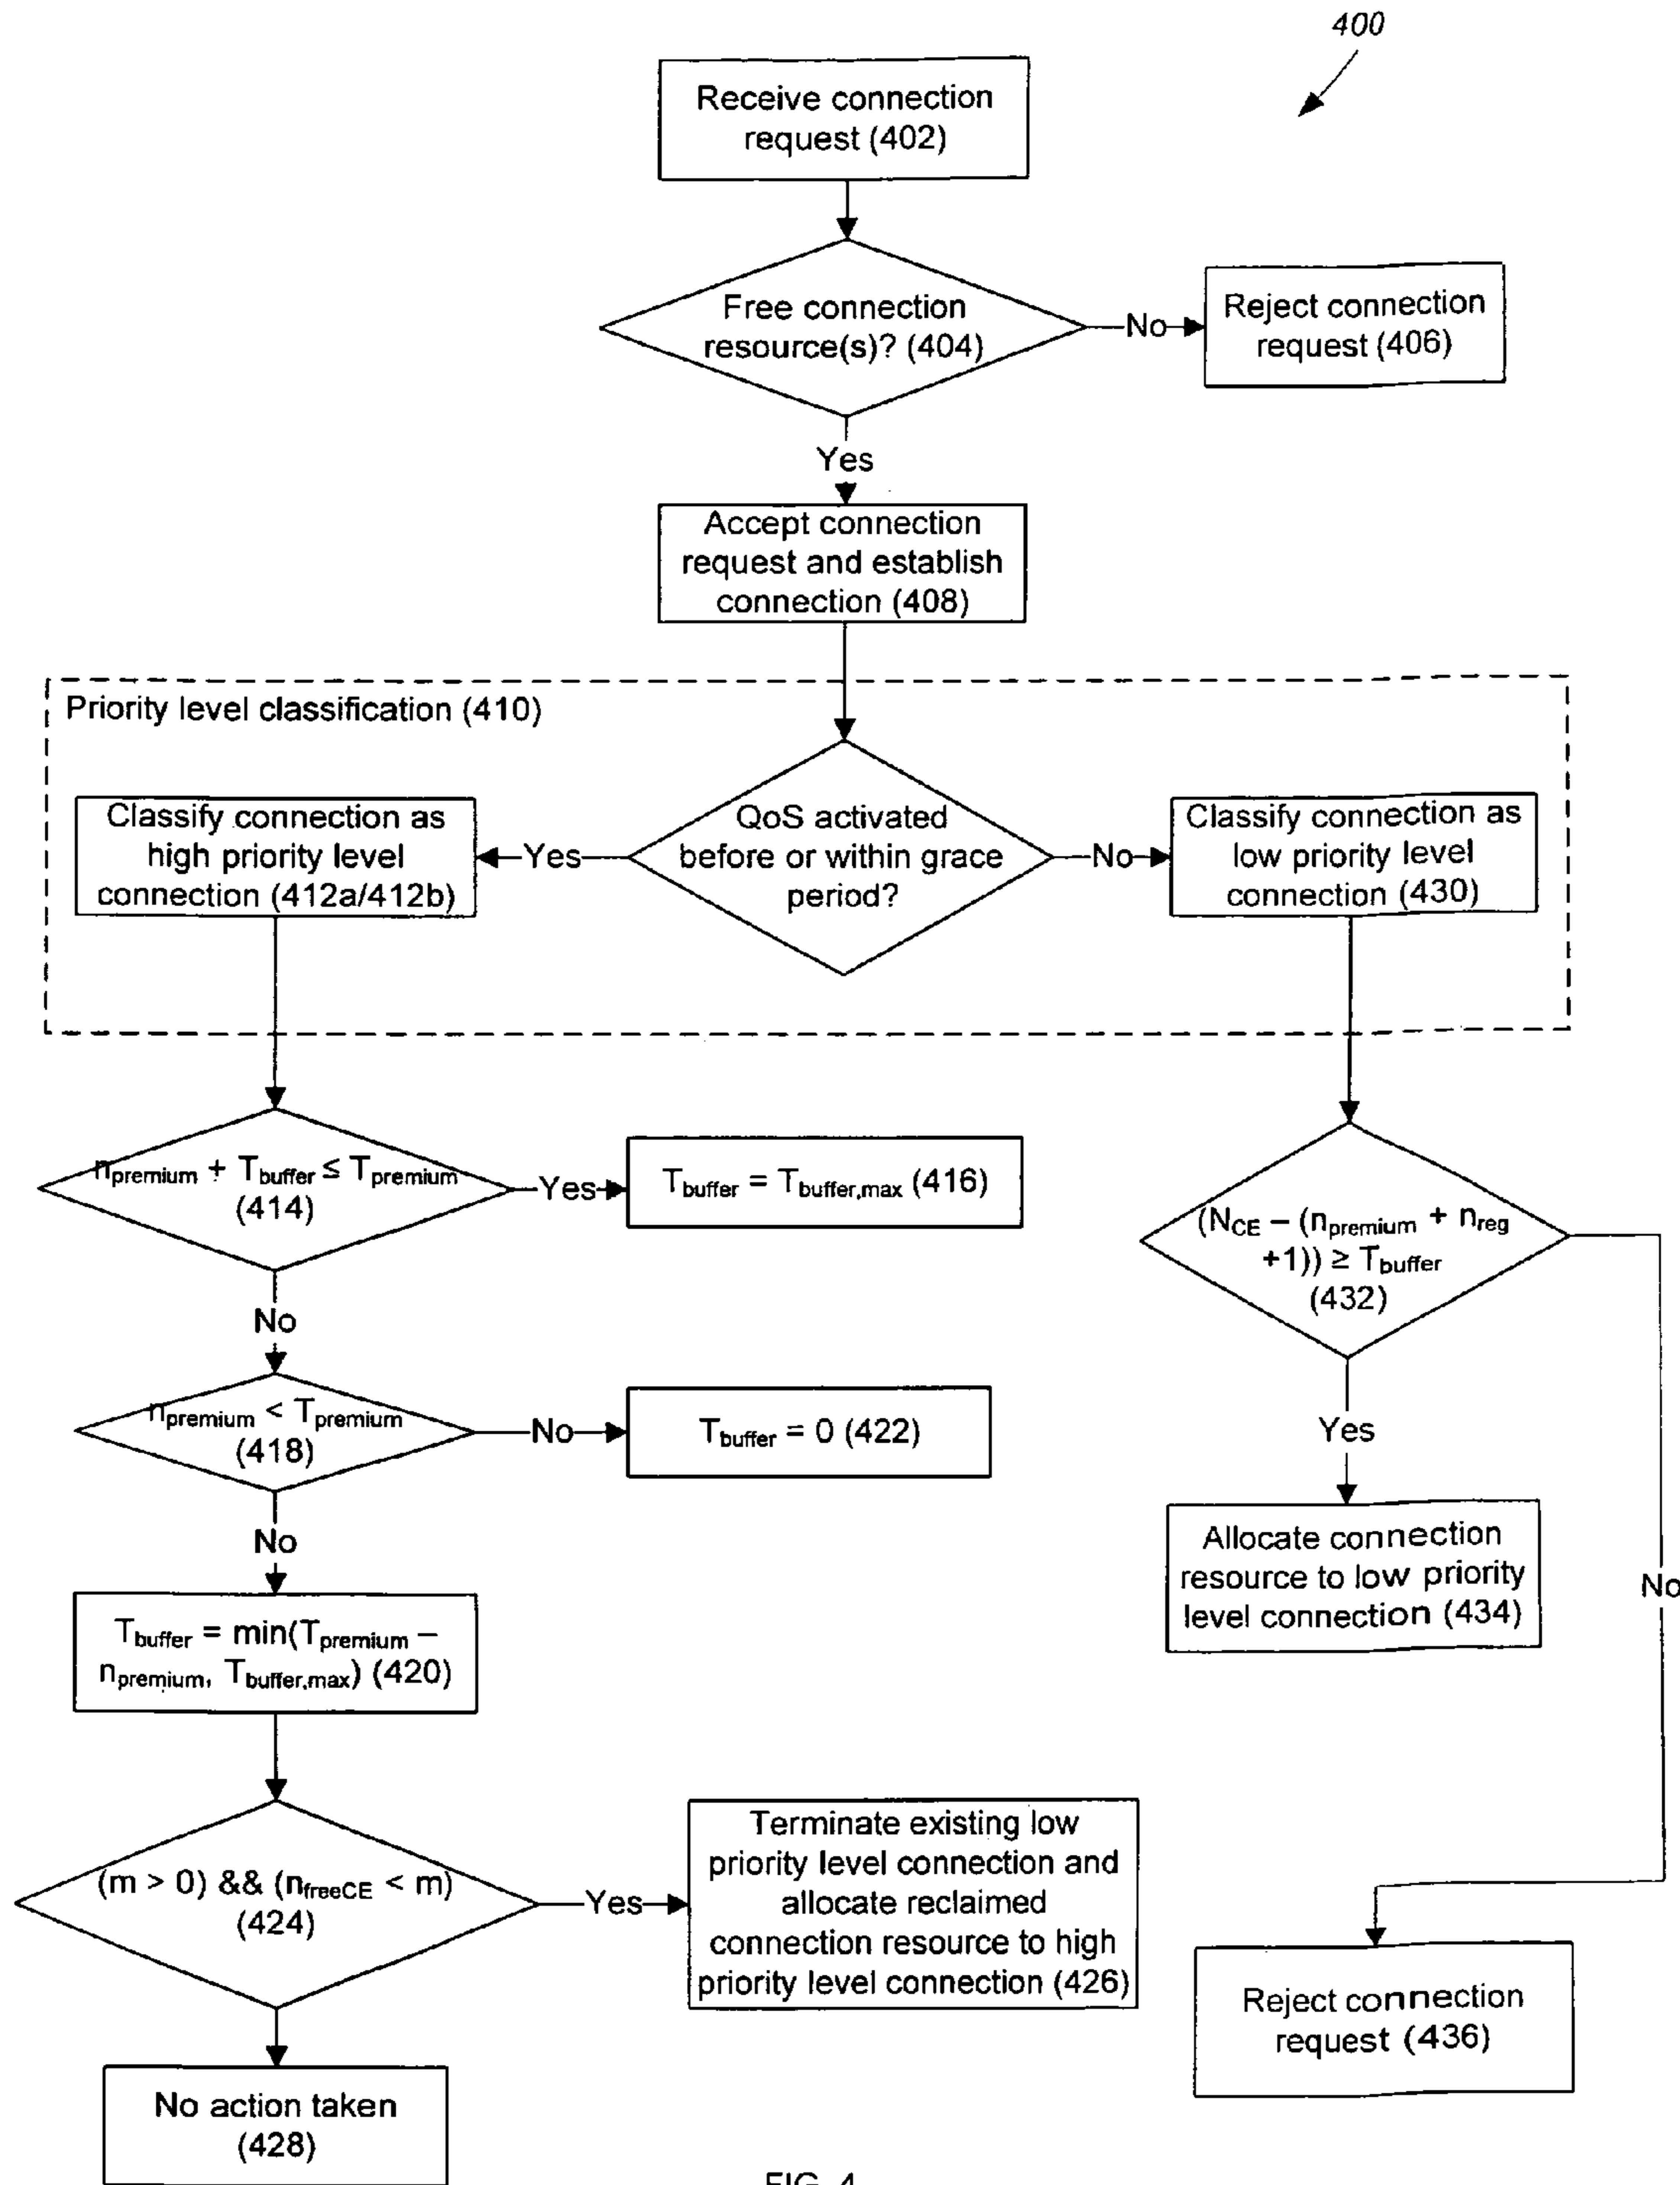 400
Receive connection
request (402)
Free connection
resource(s)? (404)
No
Reject connection
request (406)
Yes
Accept connection
request and establish
connection (408)
Priority level classification (410)
Classify connection as
high priority level
connection (412a/412b)
Yes
QoS activated
before or within grace
period?
No
Classify connection as
low priority level
connection (430)
npremium + Tbuffer ≤ Tpremium
(414)
Yes
Tbuffer = Tbuffer,max (416)
No
npremium < Tpremium
(418)
No
Tbuffer = 0 (422)
No
Tbuffer = min(Tpremium –
npremium, Tbuffer,max) (420)
(m > 0) && (nfreeCE < m)
(424)
Yes
Terminate existing low
priority level connection and
allocate reclaimed
connection resource to high
priority level connection (426)
No action taken
(428)
(NCE – (npremium + nreg
+1)) ≥ Tbuffer
(432)
Yes
Allocate connection
resource to low priority
level connection (434)
No
Reject connection
request (436)
FIG. 4